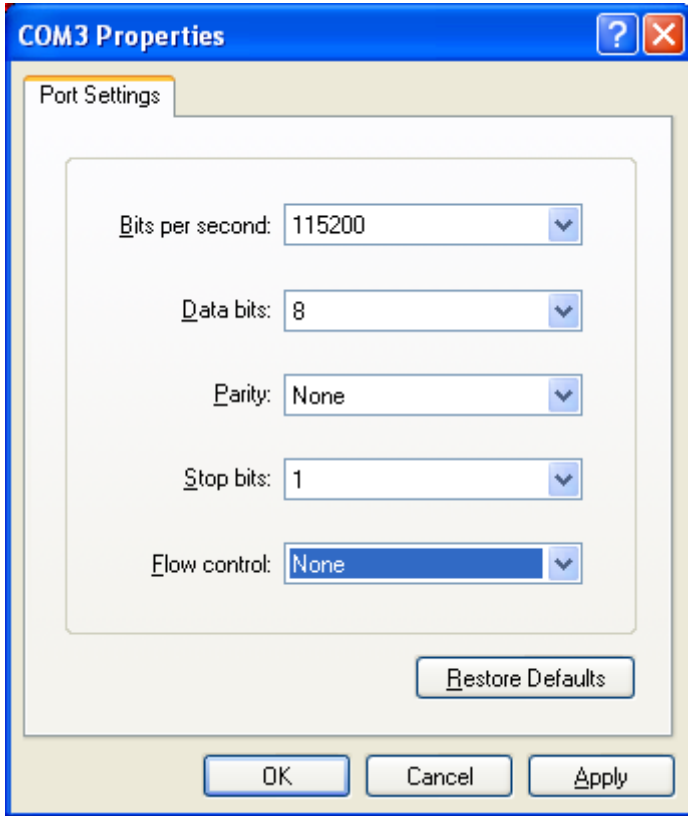 COM3 Properties
Port Settings
Bits per second: 115200
Data bits: 8
Parity: None
Stop bits: 1
Flow control: None
Restore Defaults
OK Cancel Apply